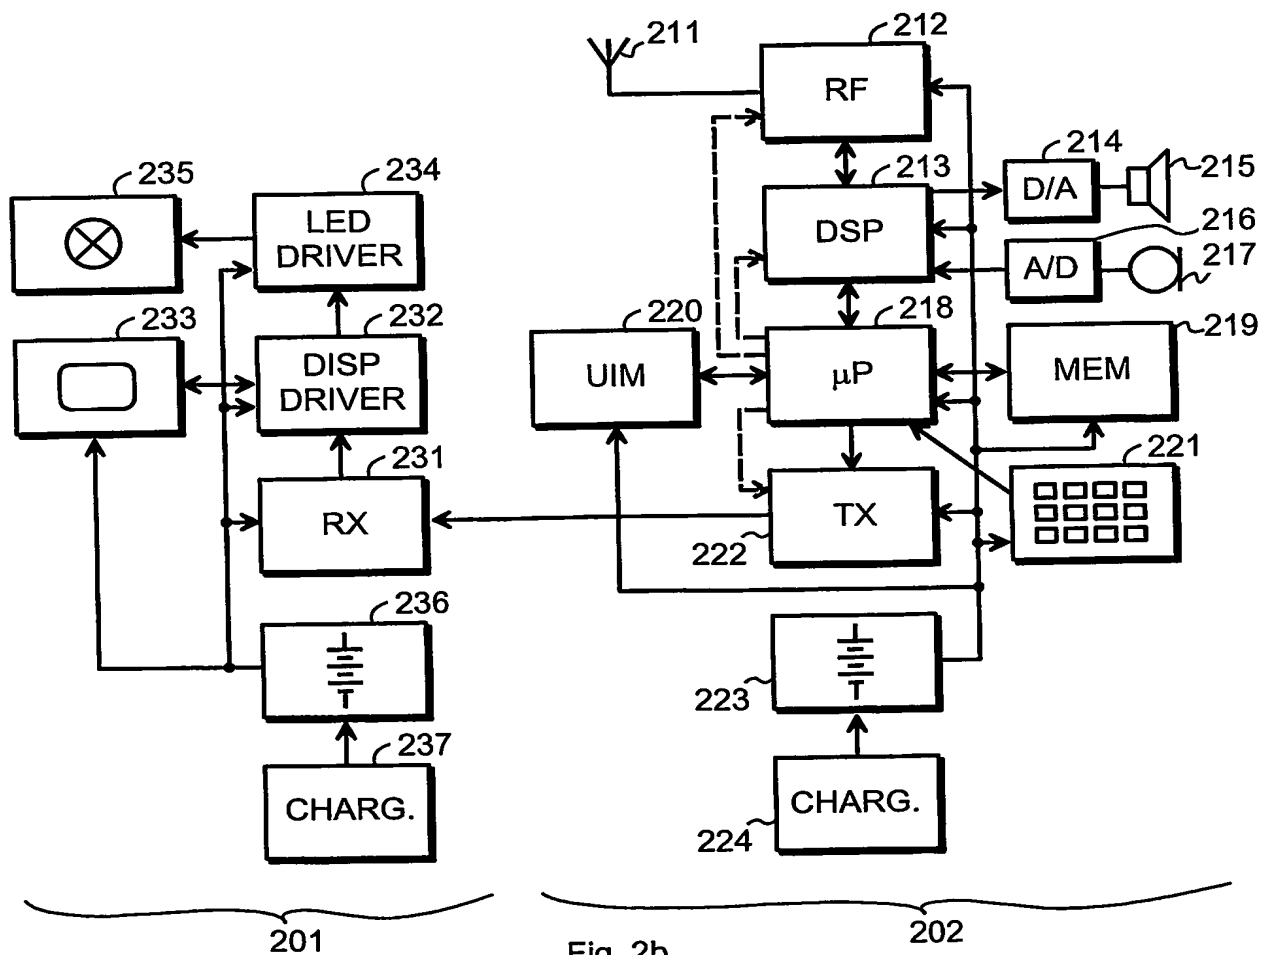 211
212
RF
235
234
LED
DRIVER
213
DSP
214
D/A
215
216
A/D
217
233
232
DISP
DRIVER
220
UIM
218
µP
219
MEM
231
RX
222
TX
221
236
223
237
CHARG.
224
CHARG.
201
202
Fig. 2b